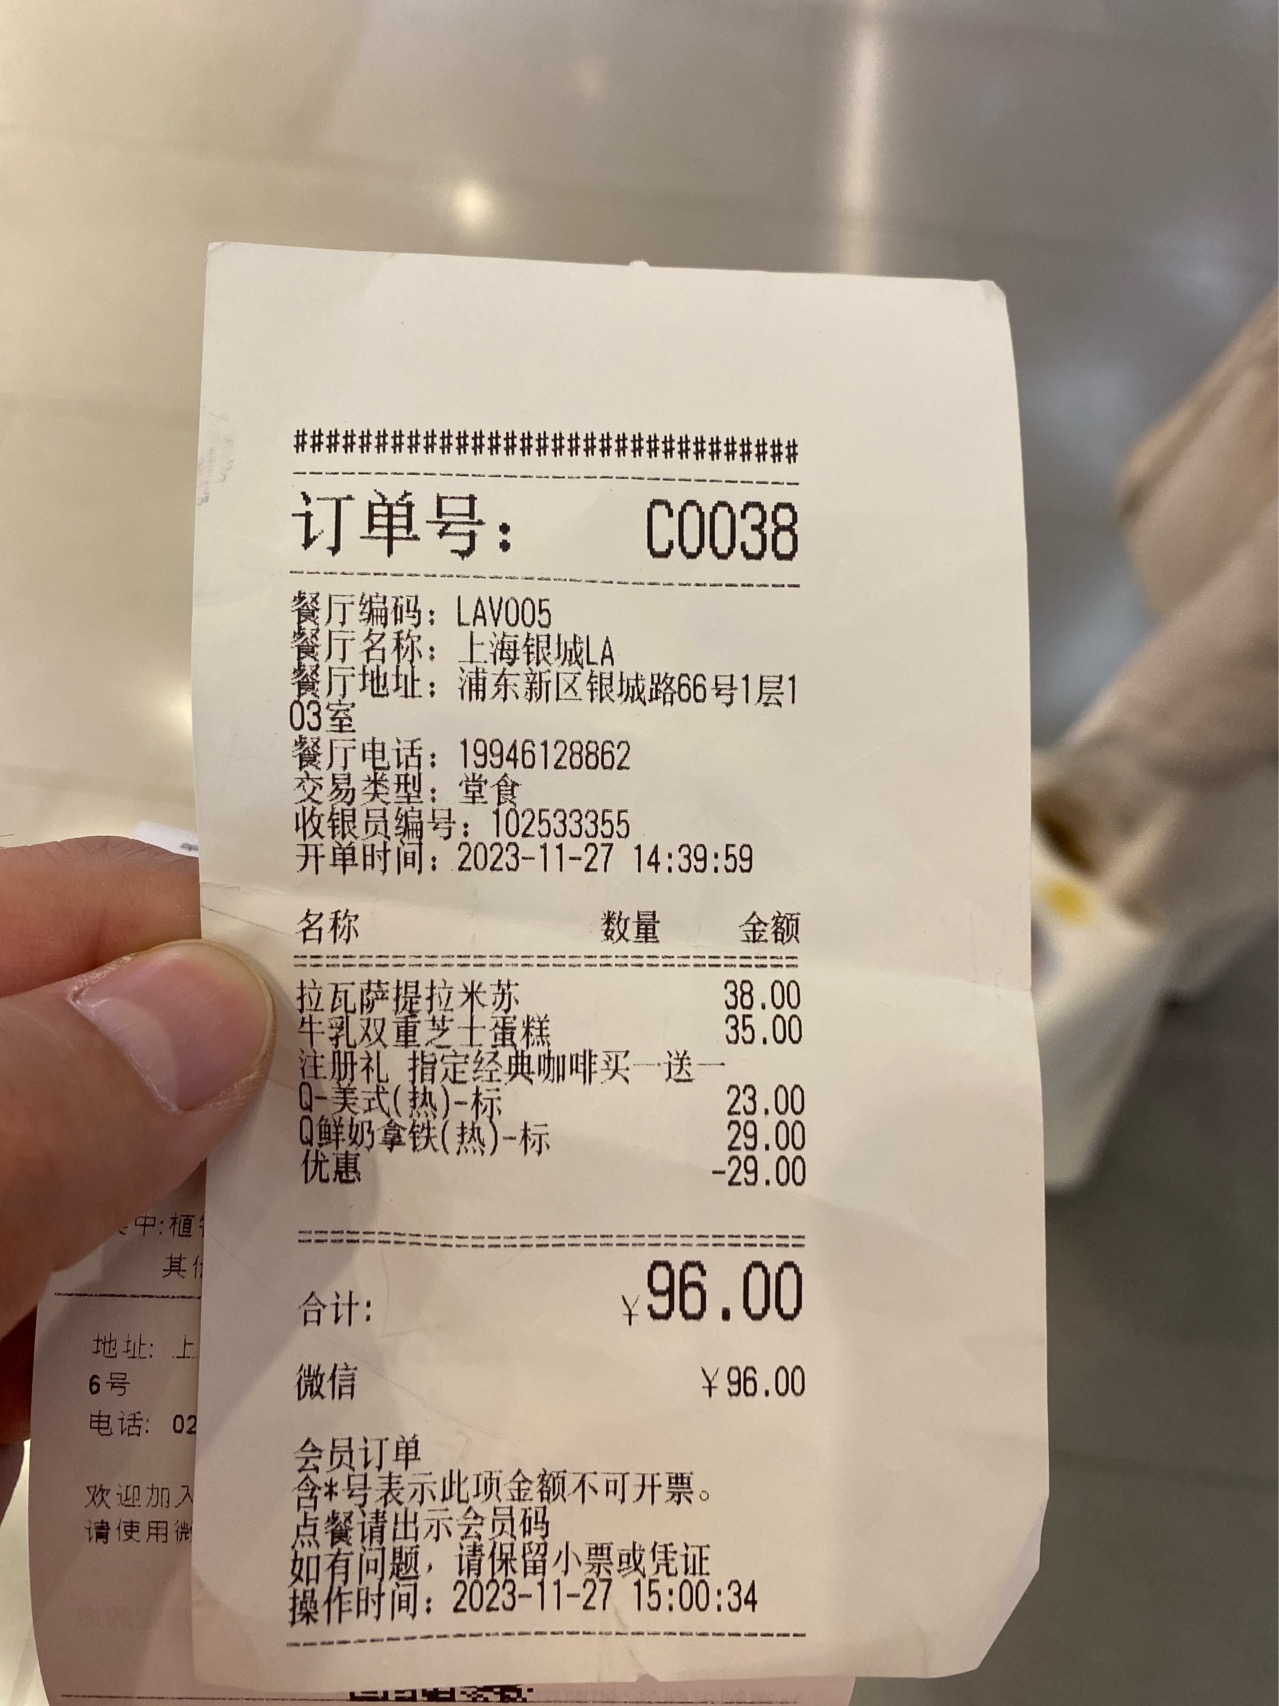 ################################
订单号： C0038
餐厅编码：LAV005
餐厅名称：上海银城LA
餐厅地址：浦东新区银城路66号1层1
03室
餐厅电话：19946128862
交易类型：堂食
收银员编号：102533355
开单时间：2023-11-27 14:39:59
名称 数量 金额
拉瓦萨提拉米苏 38.00
牛乳双重芝士蛋糕 35.00
注册礼 指定经典咖啡买一送一
Q-美式(热)-标 23.00
Q鲜奶拿铁(热)-标 29.00
优惠 -29.00
合计: ¥96.00
微信 ¥96.00
会员订单
含*号表示此项金额不可开票。
点餐请出示会员码
如有问题，请保留小票或凭证
操作时间：2023-11-27 15:00:34
中:植
其
地址: 上
6号
电话: 02
欢迎加入
请使用微